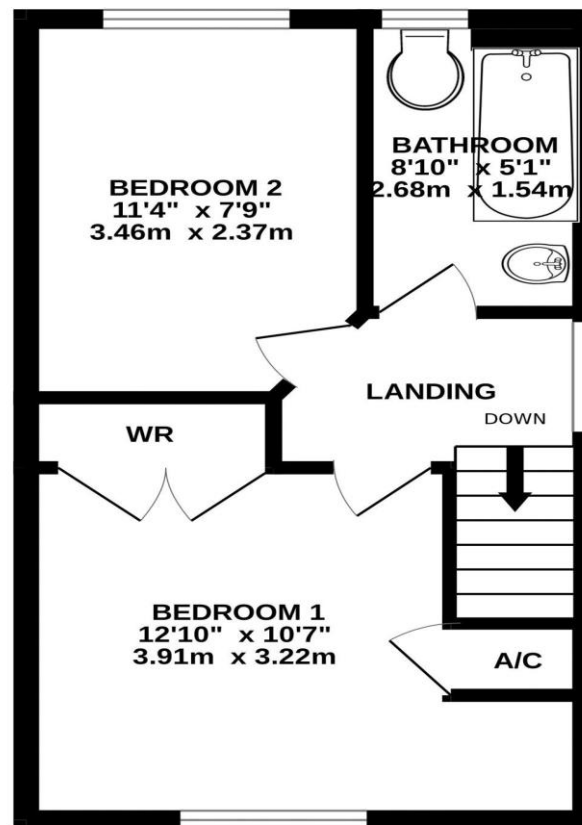 BATHROOM
8'10" x 5'1"
2.68m x 1.54m
BEDROOM 2
11'4" x 7'9"
3.46m x 2.37m
LANDING
DOWN
WR
BEDROOM 1
12'10" x 10'7"
3.91m x 3.22m
A/C